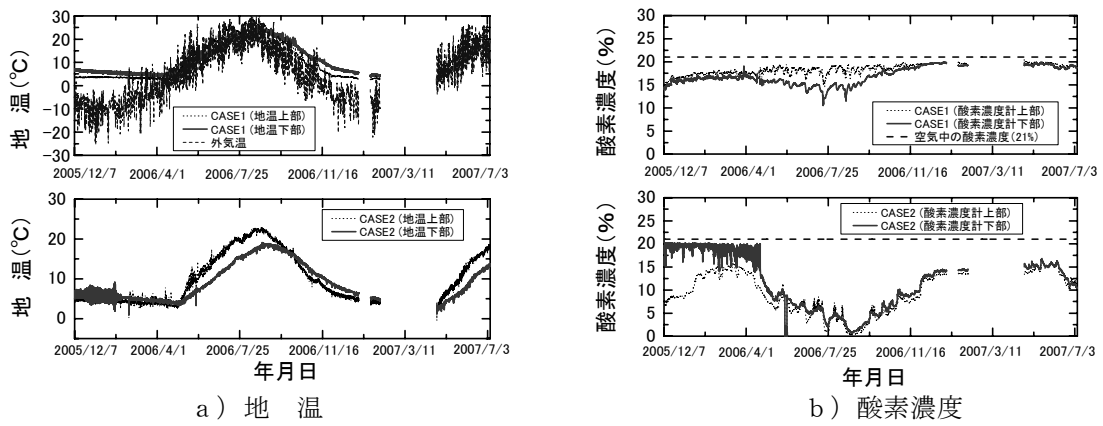 地 温(℃)
30
25
20
15
10
5
0
-10
-20
-30
CASE1(地温上部)
CASE1(地温下部)
外気温
2005/12/7 2006/4/1 2006/7/25 2006/11/16 2007/3/11 2007/7/3
地 温(℃)
30
20
10
0
CASE2(地温上部)
CASE2(地温下部)
2005/12/7 2006/4/1 2006/7/25 2006/11/16 2007/3/11 2007/7/3
年月日
a）地 温
酸素濃度(%)
30
25
20
15
10
5
0
CASE1(酸素濃度計上部)
CASE1(酸素濃度計下部)
空気中の酸素濃度(21%)
2005/12/7 2006/4/1 2006/7/25 2006/11/16 2007/3/11 2007/7/3
酸素濃度(%)
30
25
20
15
10
5
0
CASE2(酸素濃度計上部)
CASE2(酸素濃度計下部)
2005/12/7 2006/4/1 2006/7/25 2006/11/16 2007/3/11 2007/7/3
年月日
b）酸素濃度